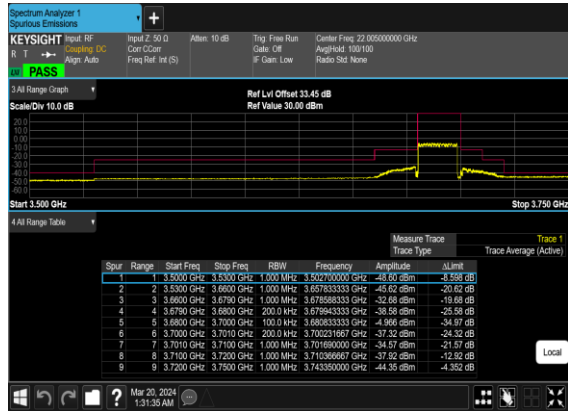 Spectrum Analyzer 1
Spurious Emissions
KEYSIGHT Input: RF Input Z: 50 Ω Atten: 10 dB Trig: Free Run Center Freq: 22.005000000 GHz
R T Coupling: DC Corr CCorr Gate: Off Avg|Hold: 100/100
Align: Auto Freq Ref: Int (S) IF Gain: Low Radio Std: None
PASS
3 All Range Graph Ref Lvl Offset 33.45 dB
Scale/Div 10.0 dB Ref Value 30.00 dBm
20.0
10.0
0.00
-10.0
-20.0
-30.0
-40.0
-50.0
-60.0
Start 3.500 GHz Stop 3.750 GHz
4 All Range Table
Measure Trace Trace 1
Trace Type Trace Average (Active)
Spur Range Start Freq Stop Freq RBW Frequency Amplitude ΔLimit
1 1 3.5000 GHz 3.5300 GHz 1.000 MHz 3.502700000 GHz -48.60 dBm -8.598 dB
2 2 3.5300 GHz 3.6600 GHz 1.000 MHz 3.657833333 GHz -45.62 dBm -20.62 dB
3 3 3.6600 GHz 3.6790 GHz 1.000 MHz 3.678588333 GHz -32.68 dBm -19.68 dB
4 4 3.6790 GHz 3.6800 GHz 200.0 kHz 3.679943333 GHz -38.58 dBm -25.58 dB
5 5 3.6800 GHz 3.7000 GHz 100.0 kHz 3.680833333 GHz -4.966 dBm -34.97 dB
6 6 3.7000 GHz 3.7010 GHz 200.0 kHz 3.700231667 GHz -37.32 dBm -24.32 dB
7 7 3.7010 GHz 3.7100 GHz 1.000 MHz 3.701690000 GHz -34.57 dBm -21.57 dB
8 8 3.7100 GHz 3.7200 GHz 1.000 MHz 3.710366667 GHz -37.92 dBm -12.92 dB
9 9 3.7200 GHz 3.7500 GHz 1.000 MHz 3.743350000 GHz -44.35 dBm -4.352 dB
Local
Mar 20, 2024
1:31:35 AM